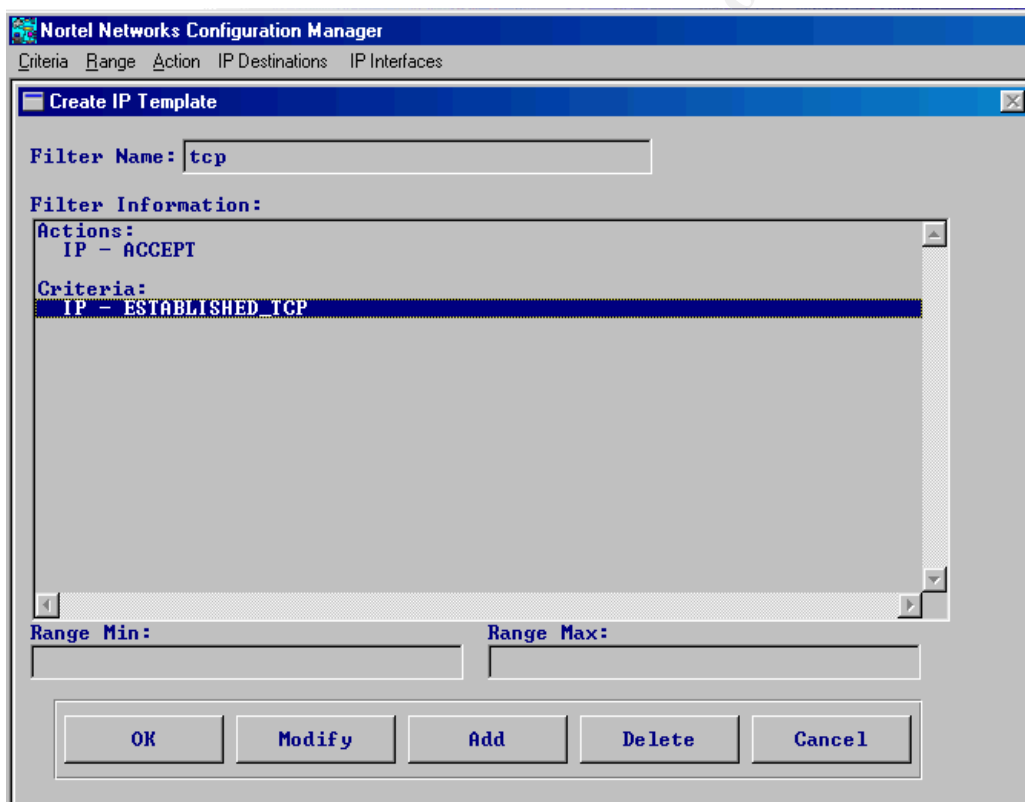 Nortel Networks Configuration Manager
Criteria Range Action IP Destinations IP Interfaces
Create IP Template
Filter Name: tcp
Filter Information:
Actions:
IP - ACCEPT
Criteria:
IP - ESTABLISHED_TCP
Range Min: Range Max:
OK Modify Add Delete Cancel